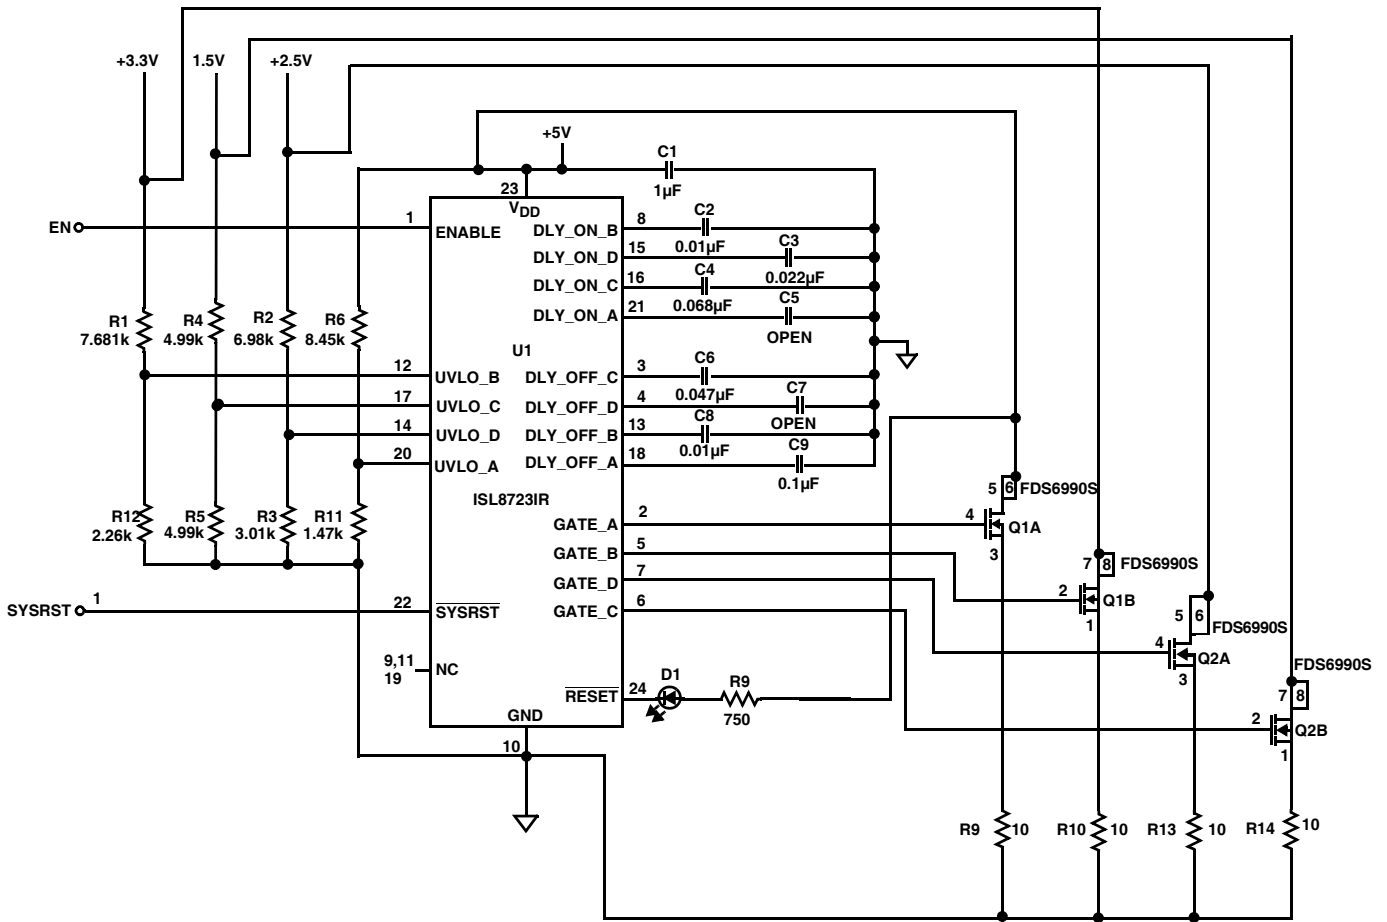 +3.3V
1.5V
+2.5V
+5V
C1
1µF
23
VDD
EN
1
ENABLE
DLY_ON_B
8
C2
0.01µF
DLY_ON_D
15
C3
0.022µF
DLY_ON_C
16
C4
0.068µF
DLY_ON_A
21
C5
OPEN
R1
7.681k
R4
4.99k
R2
6.98k
R6
8.45k
U1
12
UVLO_B
DLY_OFF_C
3
C6
0.047µF
17
UVLO_C
DLY_OFF_D
4
C7
OPEN
14
UVLO_D
DLY_OFF_B
13
C8
0.01µF
20
UVLO_A
DLY_OFF_A
18
C9
0.1µF
ISL8723IR
R12
2.26k
R5
4.99k
R3
3.01k
R11
1.47k
GATE_A
2
GATE_B
5
GATE_D
7
GATE_C
6
5
6
FDS6990S
4
Q1A
3
7
8
FDS6990S
2
Q1B
1
5
6
FDS6990S
4
Q2A
3
FDS6990S
7
8
2
Q2B
1
SYSRST
1
22
SYSRST
9,11
19
NC
RESET
24
D1
R9
750
GND
10
R9
10
R10
10
R13
10
R14
10